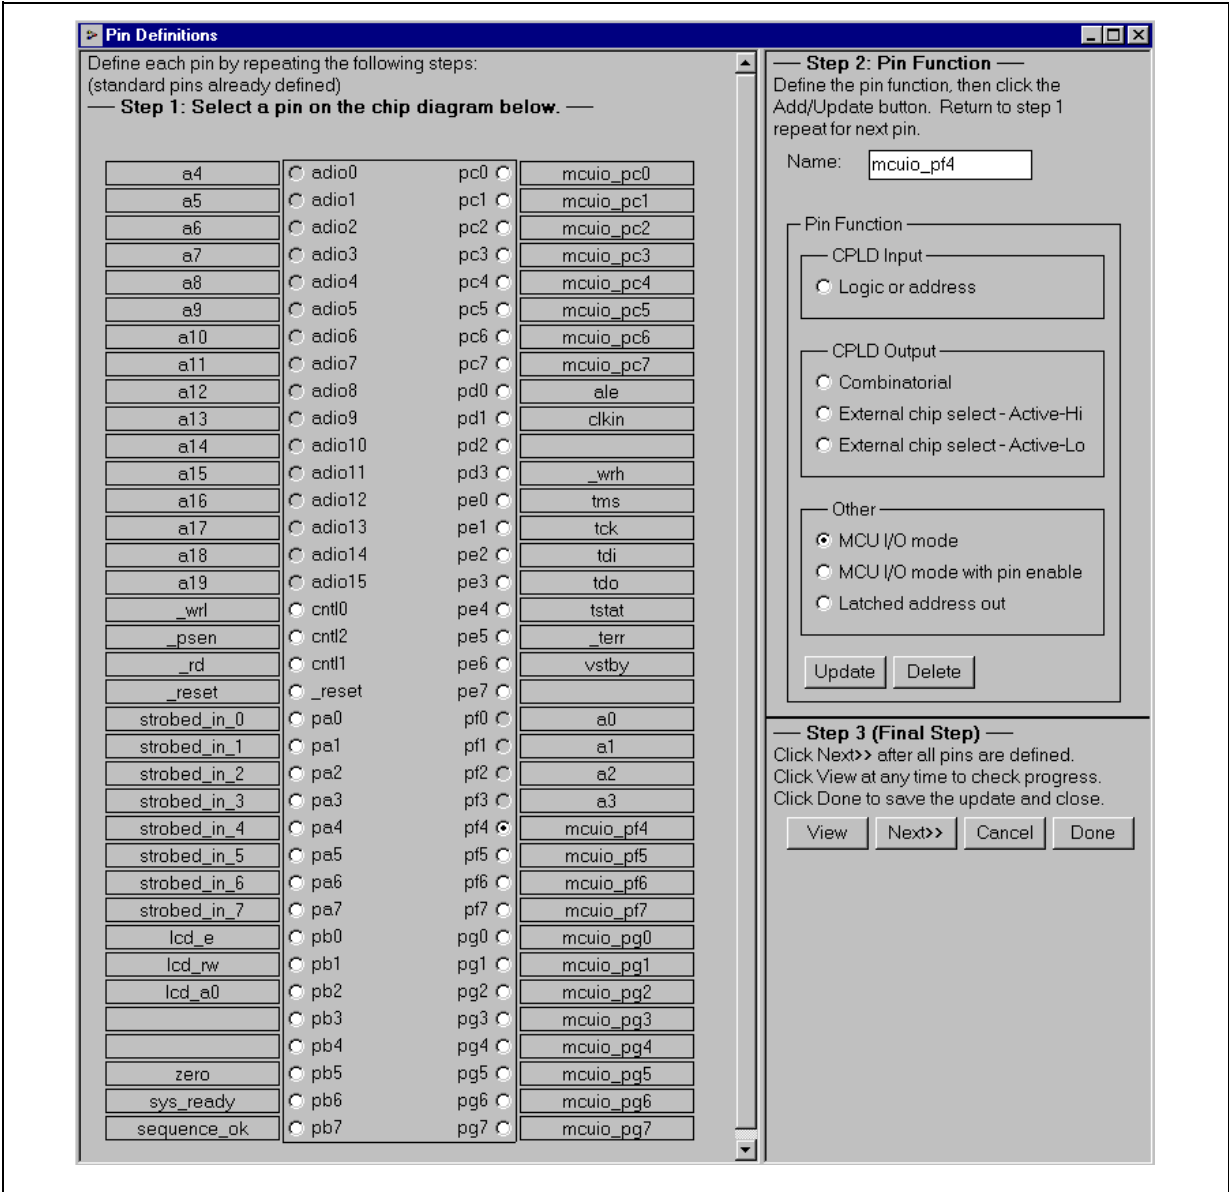 Pin Definitions
Define each pin by repeating the following steps:
(standard pins already defined)
Step 1: Select a pin on the chip diagram below.
a4 adio0 pc0 mcuio_pc0
a5 adio1 pc1 mcuio_pc1
a6 adio2 pc2 mcuio_pc2
a7 adio3 pc3 mcuio_pc3
a8 adio4 pc4 mcuio_pc4
a9 adio5 pc5 mcuio_pc5
a10 adio6 pc6 mcuio_pc6
a11 adio7 pc7 mcuio_pc7
a12 adio8 pd0 ale
a13 adio9 pd1 clkin
a14 adio10 pd2
a15 adio11 pd3 _wrh
a16 adio12 pe0 tms
a17 adio13 pe1 tck
a18 adio14 pe2 tdi
a19 adio15 pe3 tdo
_wrl cntl0 pe4 tstat
_psen cntl2 pe5 _terr
_rd cntl1 pe6 vstby
_reset _reset pe7
strobed_in_0 pa0 pf0 a0
strobed_in_1 pa1 pf1 a1
strobed_in_2 pa2 pf2 a2
strobed_in_3 pa3 pf3 a3
strobed_in_4 pa4 pf4 mcuio_pf4
strobed_in_5 pa5 pf5 mcuio_pf5
strobed_in_6 pa6 pf6 mcuio_pf6
strobed_in_7 pa7 pf7 mcuio_pf7
lcd_e pb0 pg0 mcuio_pg0
lcd_rw pb1 pg1 mcuio_pg1
lcd_a0 pb2 pg2 mcuio_pg2
pb3 pg3 mcuio_pg3
pb4 pg4 mcuio_pg4
zero pb5 pg5 mcuio_pg5
sys_ready pb6 pg6 mcuio_pg6
sequence_ok pb7 pg7 mcuio_pg7
Step 2: Pin Function
Define the pin function, then click the
Add/Update button. Return to step 1
repeat for next pin.
Name: mcuio_pf4
Pin Function
CPLD Input
Logic or address
CPLD Output
Combinatorial
External chip select - Active-Hi
External chip select - Active-Lo
Other
MCU I/O mode
MCU I/O mode with pin enable
Latched address out
Update Delete
Step 3 (Final Step)
Click Next>> after all pins are defined.
Click View at any time to check progress.
Click Done to save the update and close.
View Next>> Cancel Done